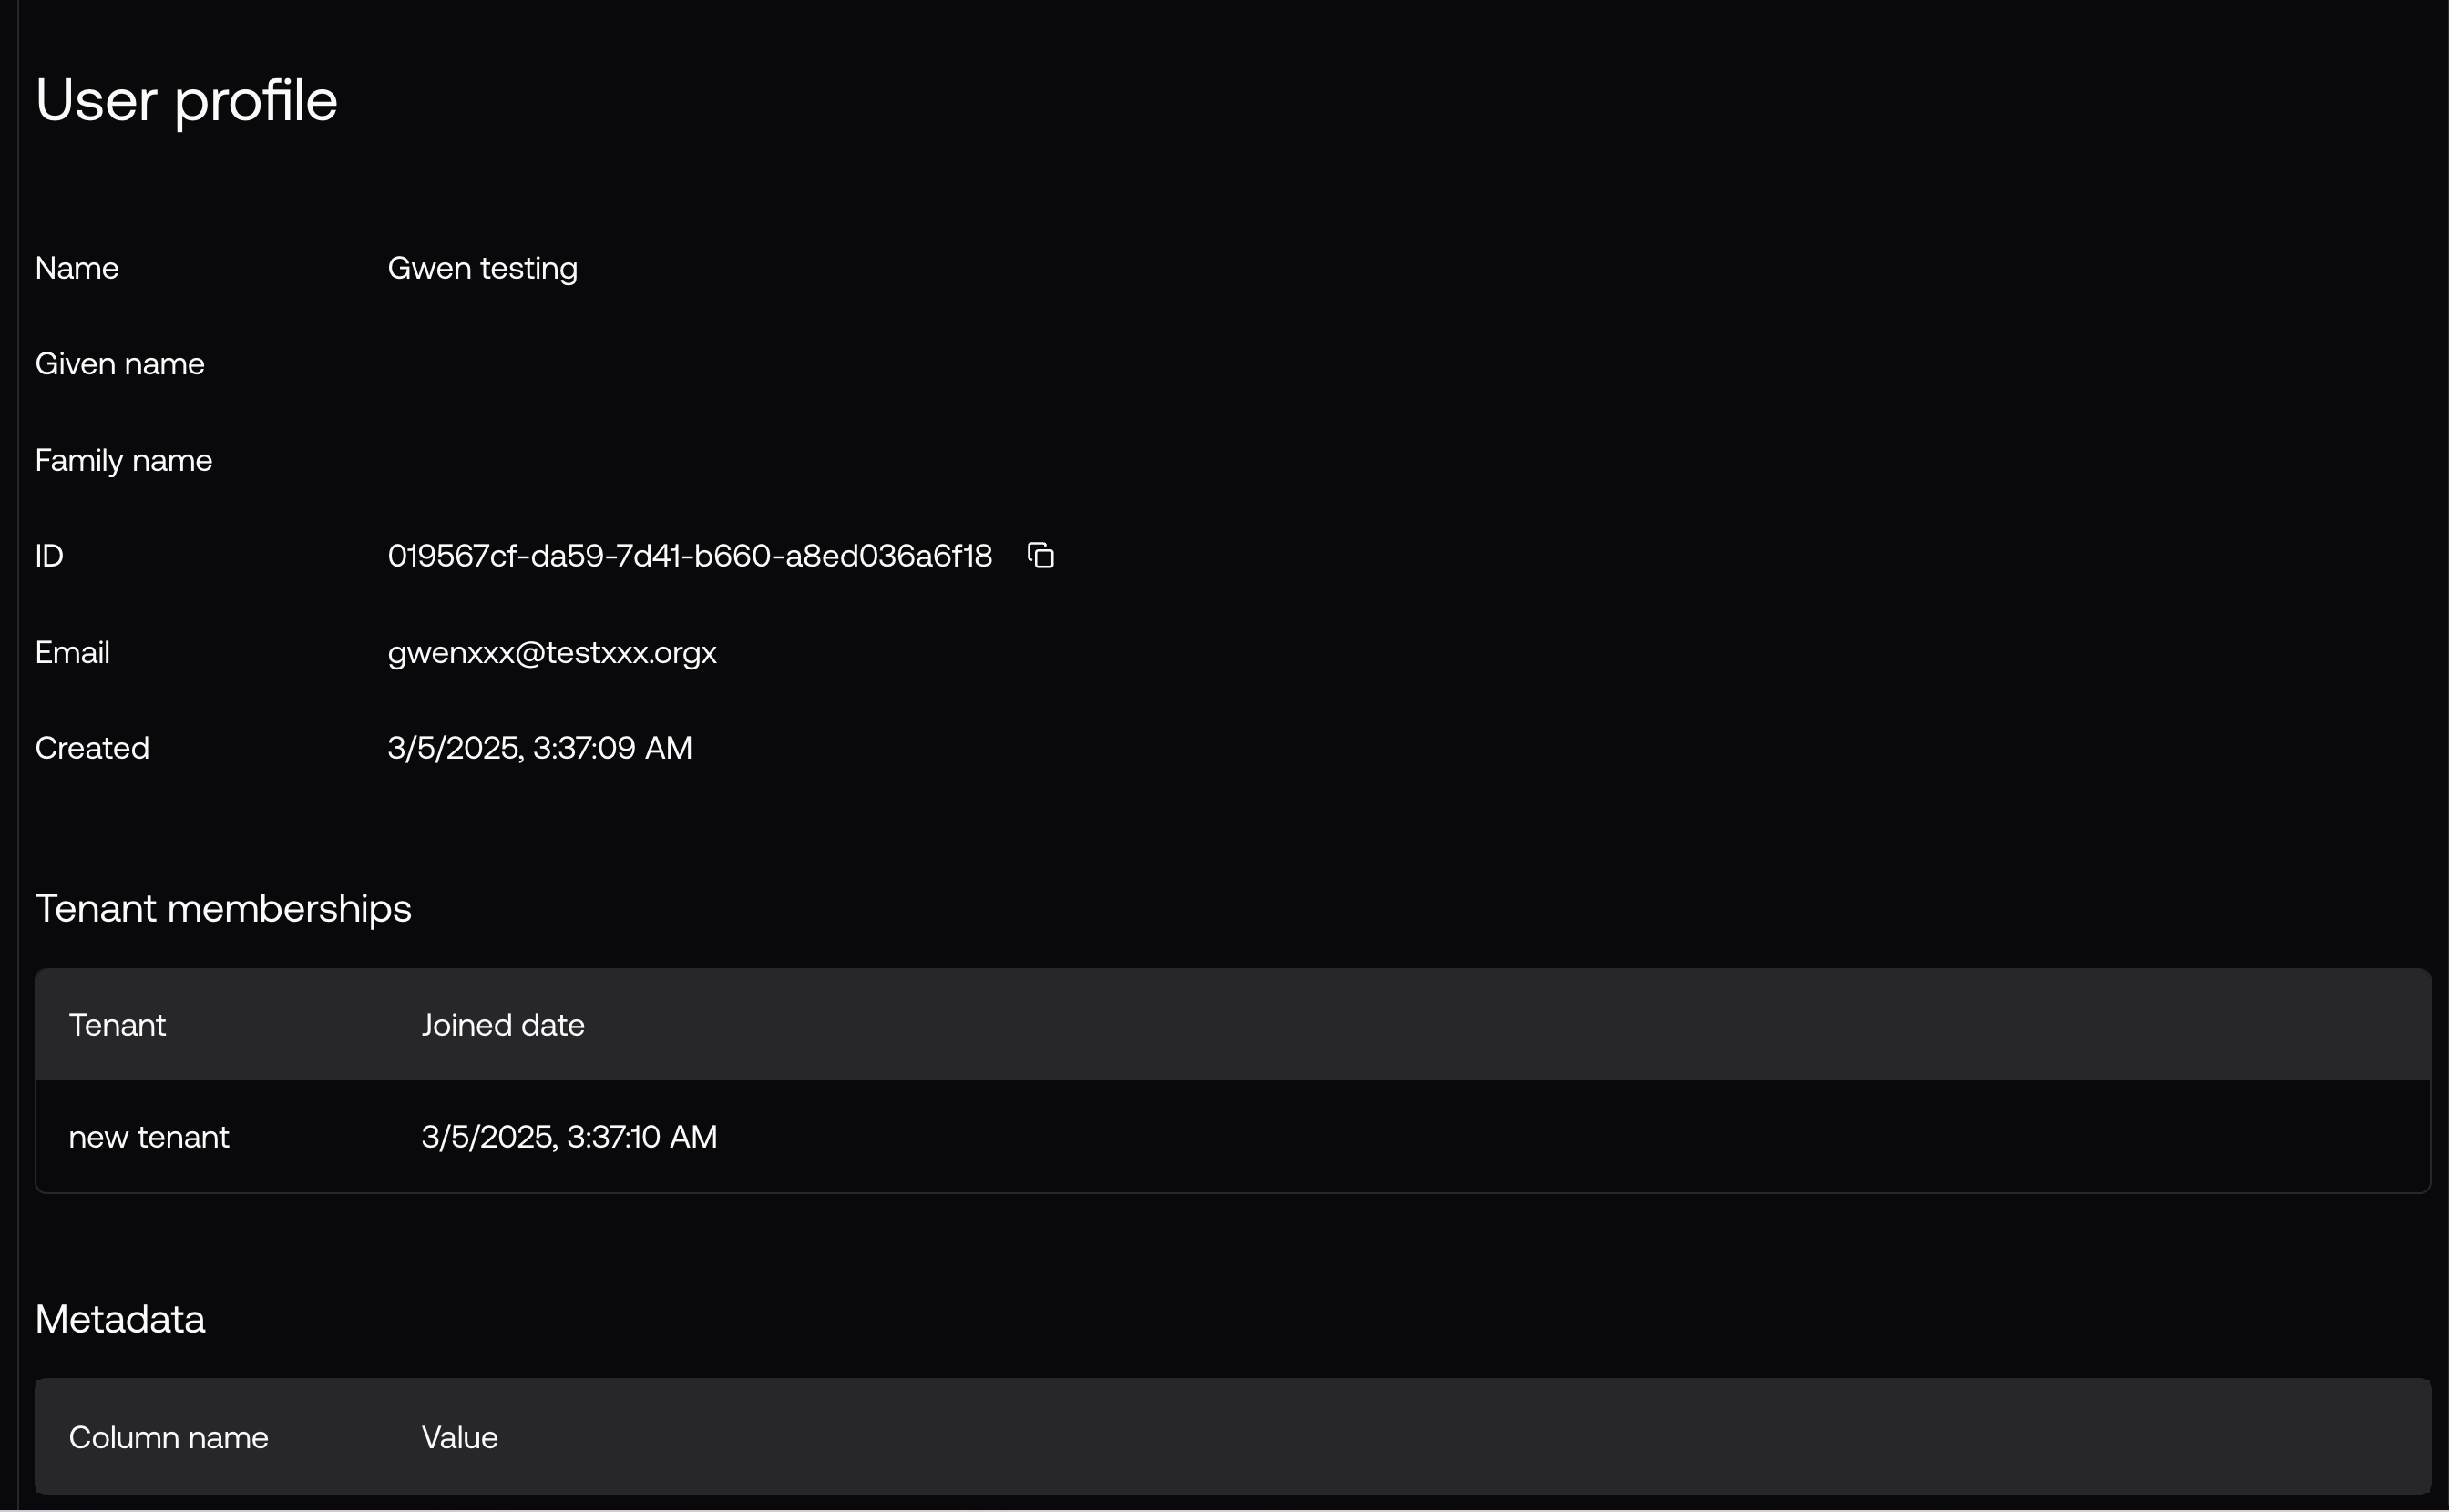 User profile
Name Gwen testing
Given name
Family name
ID 019567cf-da59-7d41-b660-a8ed036a6f18
Email gwenxxx@testxxx.orgx
Created 3/5/2025, 3:37:09 AM
Tenant memberships
Tenant Joined date
new tenant 3/5/2025, 3:37:10 AM
Metadata
Column name Value